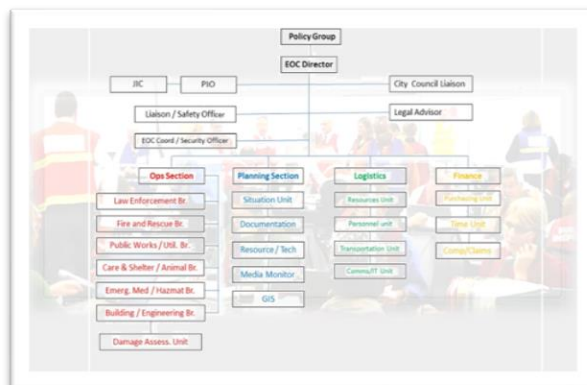 Policy Group
EOC Director
JIC
PIO
City Council Liaison
Liaison / Safety Officer
Legal Advisor
EOC Coord / Security Officer
Ops Section
Law Enforcement Br.
Fire and Rescue Br.
Public Works / Util. Br.
Care & Shelter / Animal Br.
Emerg. Med / Hazmat Br.
Building / Engineering Br.
Damage Assess. Unit
Planning Section
Situation Unit
Documentation
Resource / Tech
Media Monitor
GIS
Logistics
Resources Unit
Personnel unit
Transportation Unit
Comms/IT Unit
Finance
Purchasing Unit
Time Unit
Comp/Claims